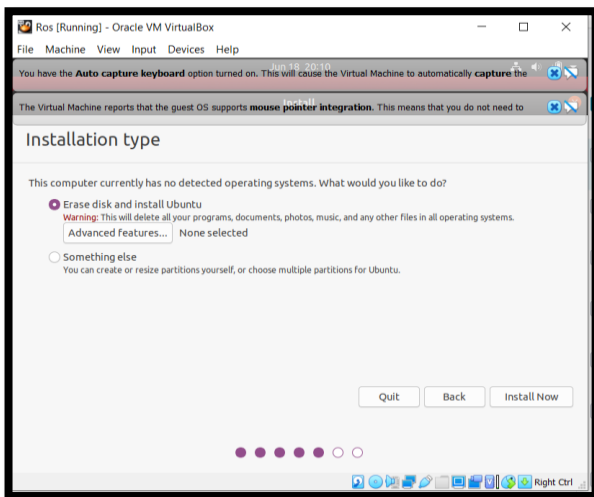 Ros [Running] - Oracle VM VirtualBox
File Machine View Input Devices Help
Jun 18 20:10
You have the Auto capture keyboard option turned on. This will cause the Virtual Machine to automatically capture the
Install
The Virtual Machine reports that the guest OS supports mouse pointer integration. This means that you do not need to
Installation type
This computer currently has no detected operating systems. What would you like to do?
Erase disk and install Ubuntu
Warning: This will delete all your programs, documents, photos, music, and any other files in all operating systems.
Advanced features... None selected
Something else
You can create or resize partitions yourself, or choose multiple partitions for Ubuntu.
Quit Back Install Now
Right Ctrl